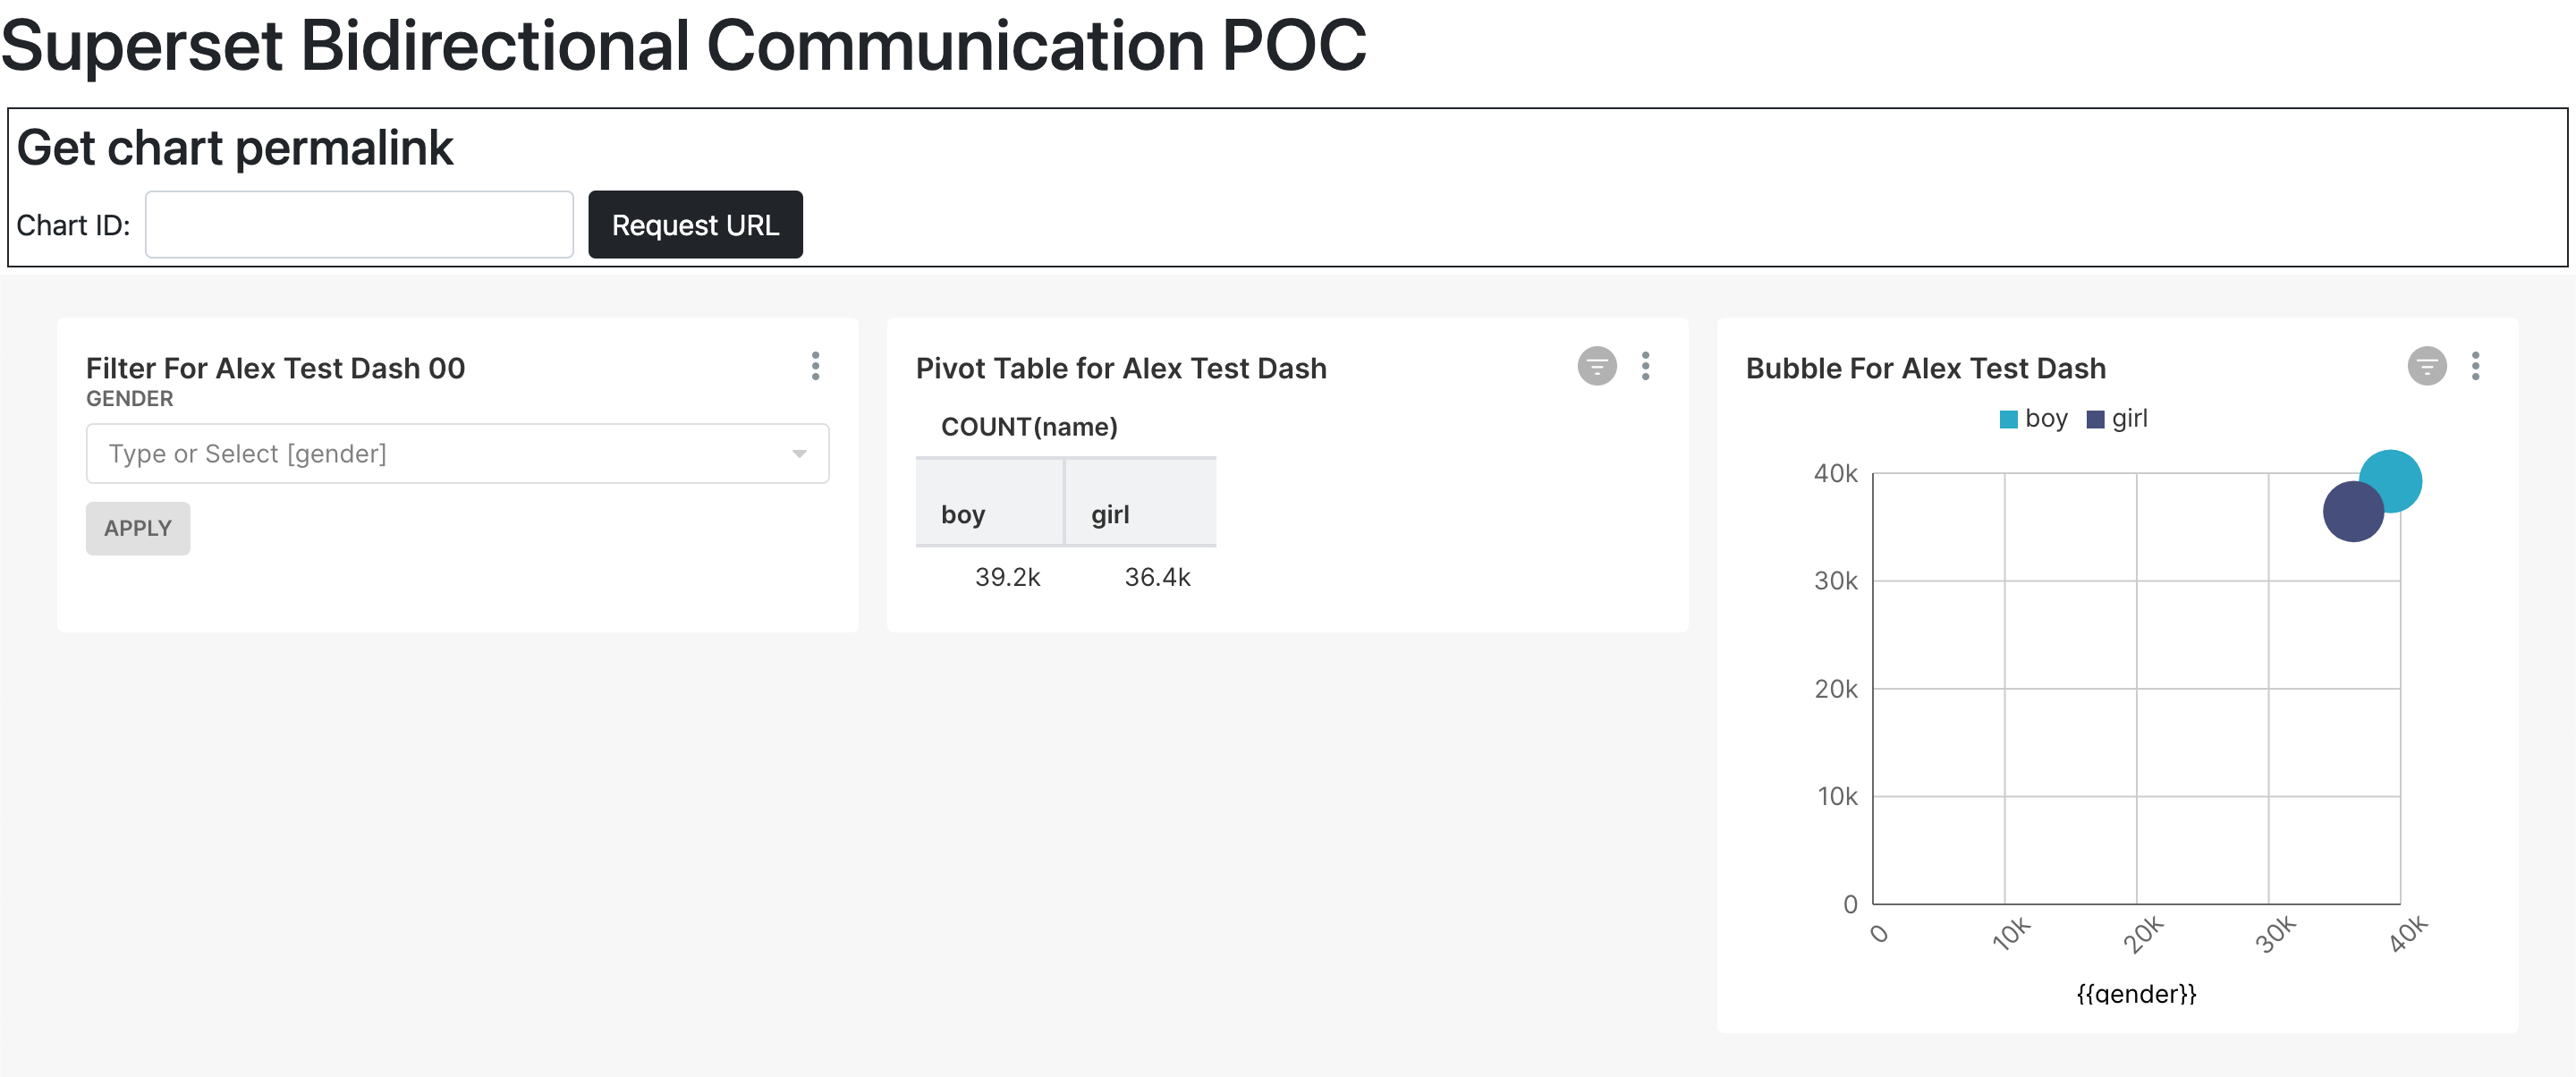 Superset Bidirectional Communication POC
Get chart permalink
Chart ID:
Request URL
Filter For Alex Test Dash 00
GENDER
Type or Select [gender]
APPLY
Pivot Table for Alex Test Dash
COUNT(name)
boy girl
39.2k 36.4k
Bubble For Alex Test Dash
boy girl
40k
30k
20k
10k
0
0 10k 20k 30k 40k
{{gender}}